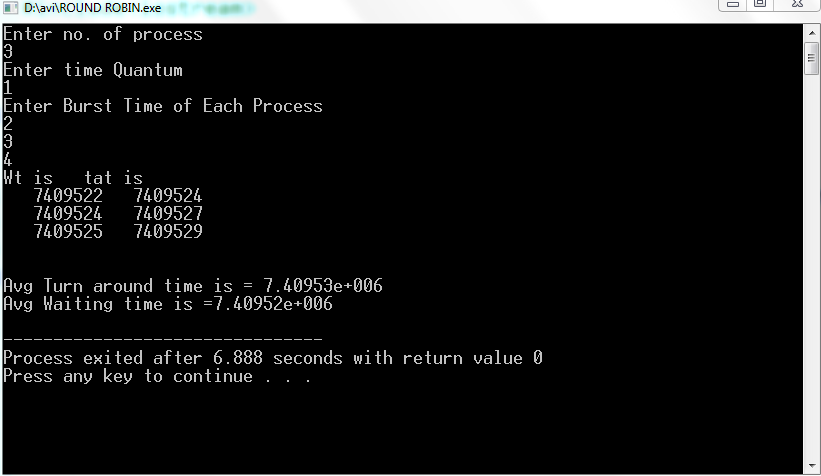 D:\avi\ROUND ROBIN.exe
Enter no. of process
3
Enter time Quantum
1
Enter Burst Time of Each Process
2
3
4
Wt is   tat is
   7409522   7409524
   7409524   7409527
   7409525   7409529
Avg Turn around time is = 7.40953e+006
Avg Waiting time is =7.40952e+006
--------------------------------
Process exited after 6.888 seconds with return value 0
Press any key to continue . . .